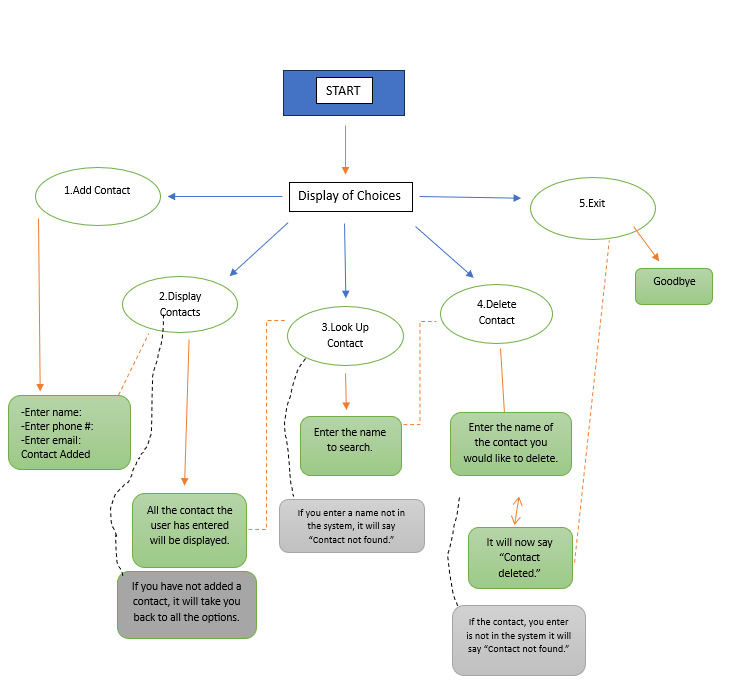 START
Display of Choices
1.Add Contact
5.Exit
Goodbye
2.Display
Contacts
3.Look Up
Contact
4.Delete
Contact
-Enter name:
-Enter phone #:
-Enter email:
Contact Added
Enter the name
to search.
Enter the name of
the contact you
would like to delete.
All the contact the
user has entered
will be displayed.
If you enter a name not in
the system, it will say
“Contact not found.”
It will now say
“Contact
deleted.”
If you have not added a
contact, it will take you
back to all the options.
If the contact, you enter
is not in the system it will
say “Contact not found.”